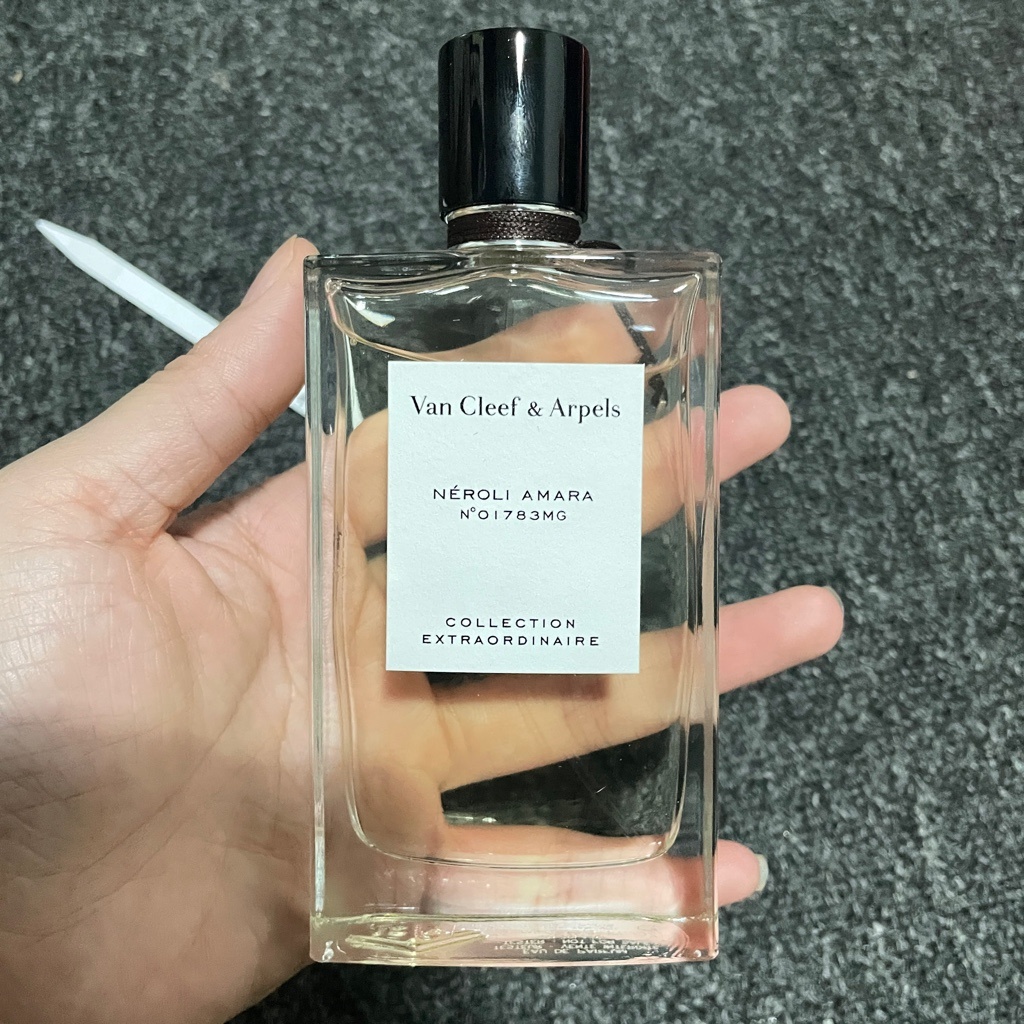 Van Cleef & Arpels
NÉROLI AMARA
N°01783MG
COLLECTION
EXTRAORDINAIRE